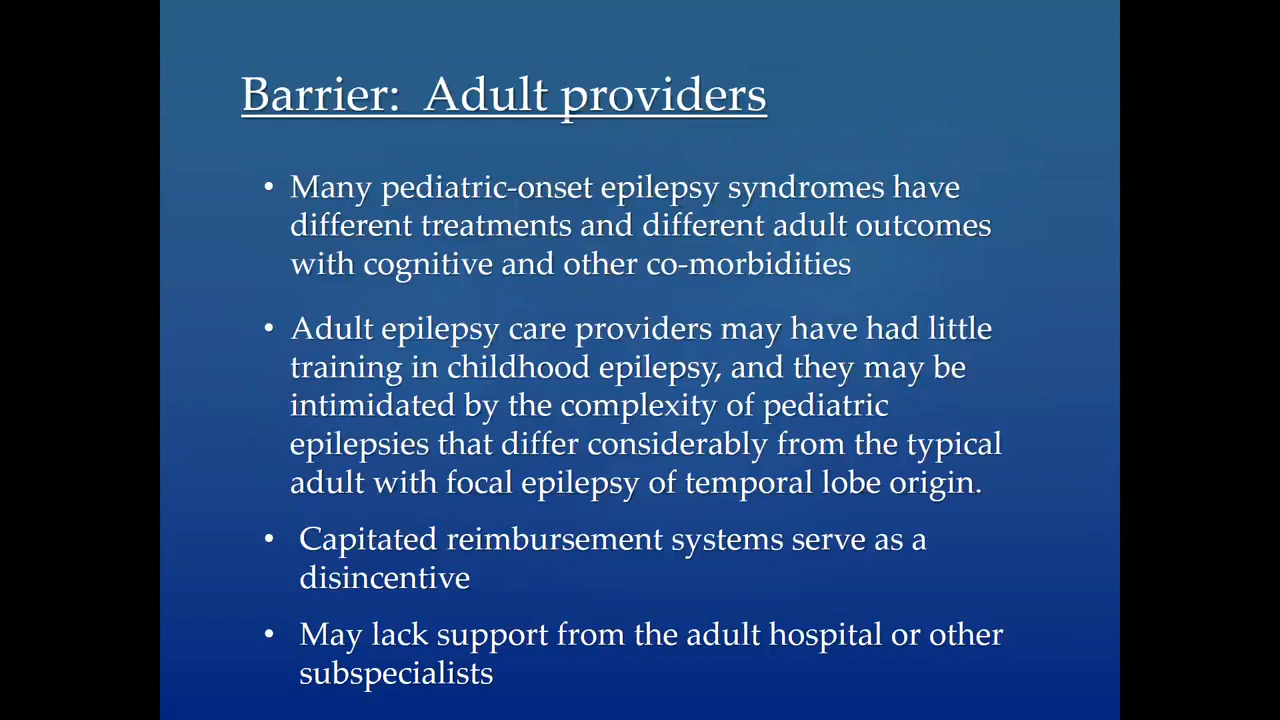 Barrier:  Adult providers
• Many pediatric-onset epilepsy syndromes have
different treatments and different adult outcomes
with cognitive and other co-morbidities
• Adult epilepsy care providers may have had little
training in childhood epilepsy, and they may be
intimidated by the complexity of pediatric
epilepsies that differ considerably from the typical
adult with focal epilepsy of temporal lobe origin.
• Capitated reimbursement systems serve as a
disincentive
• May lack support from the adult hospital or other
subspecialists